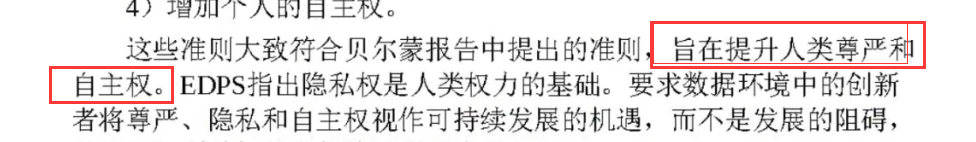 4）增加个人的自主权。
这些准则大致符合贝尔蒙报告中提出的准则，旨在提升人类尊严和
自主权。EDPS指出隐私权是人类权力的基础。要求数据环境中的创新
者将尊严、隐私和自主权视作可持续发展的机遇，而不是发展的阻碍，